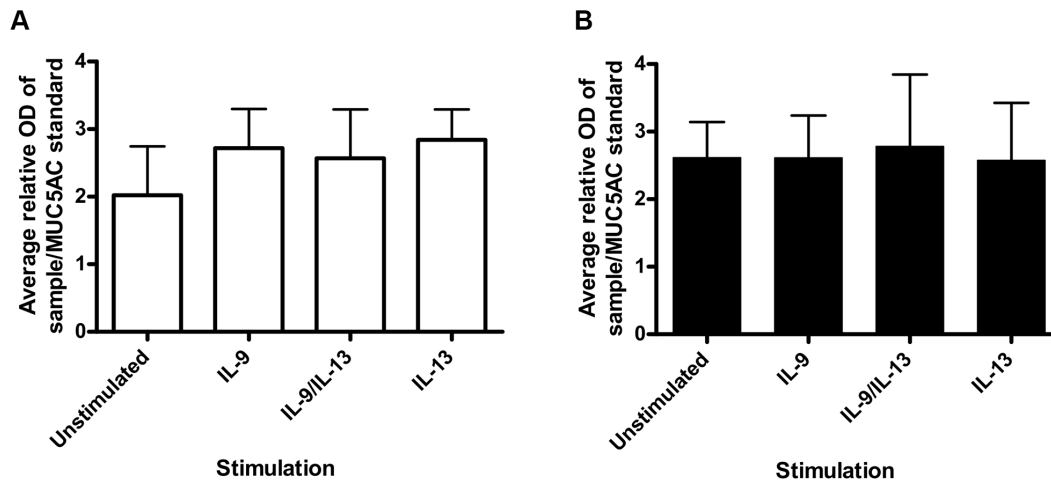 A
Average relative OD of
sample/MUC5AC standard
4
3
2
1
0
Unstimulated
IL-9
IL-9/IL-13
IL-13
Stimulation
B
Average relative OD of
sample/MUC5AC standard
4
3
2
1
0
Unstimulated
IL-9
IL-9/IL-13
IL-13
Stimulation